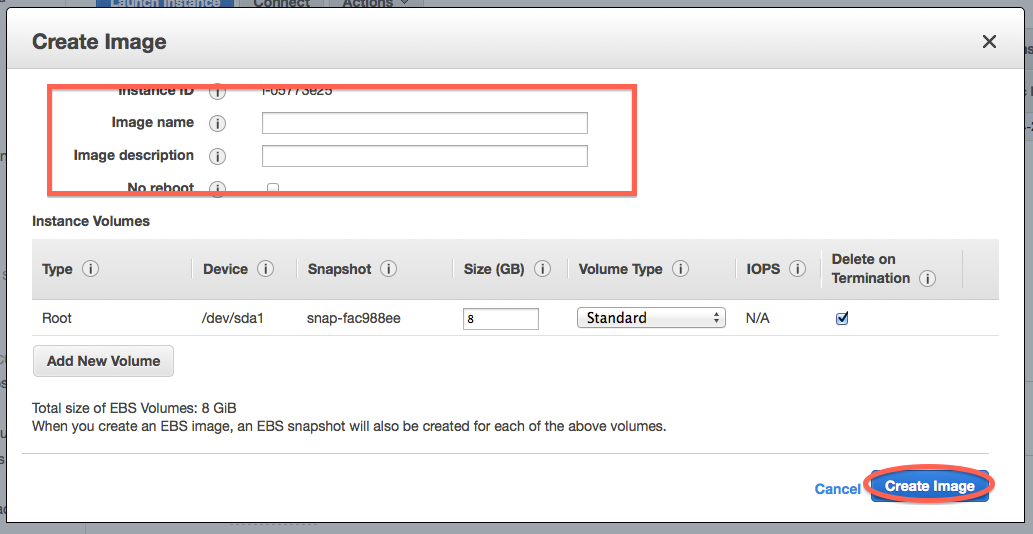 Launch Instance Connect Actions
Create Image
Instance ID i i-05773e25
Image name i
Image description i
No reboot i
Instance Volumes
Type i Device i Snapshot i Size (GB) i Volume Type i IOPS i Delete on
Termination i
Root /dev/sda1 snap-fac988ee 8 Standard N/A
Add New Volume
Total size of EBS Volumes: 8 GiB
When you create an EBS image, an EBS snapshot will also be created for each of the above volumes.
Cancel Create Image